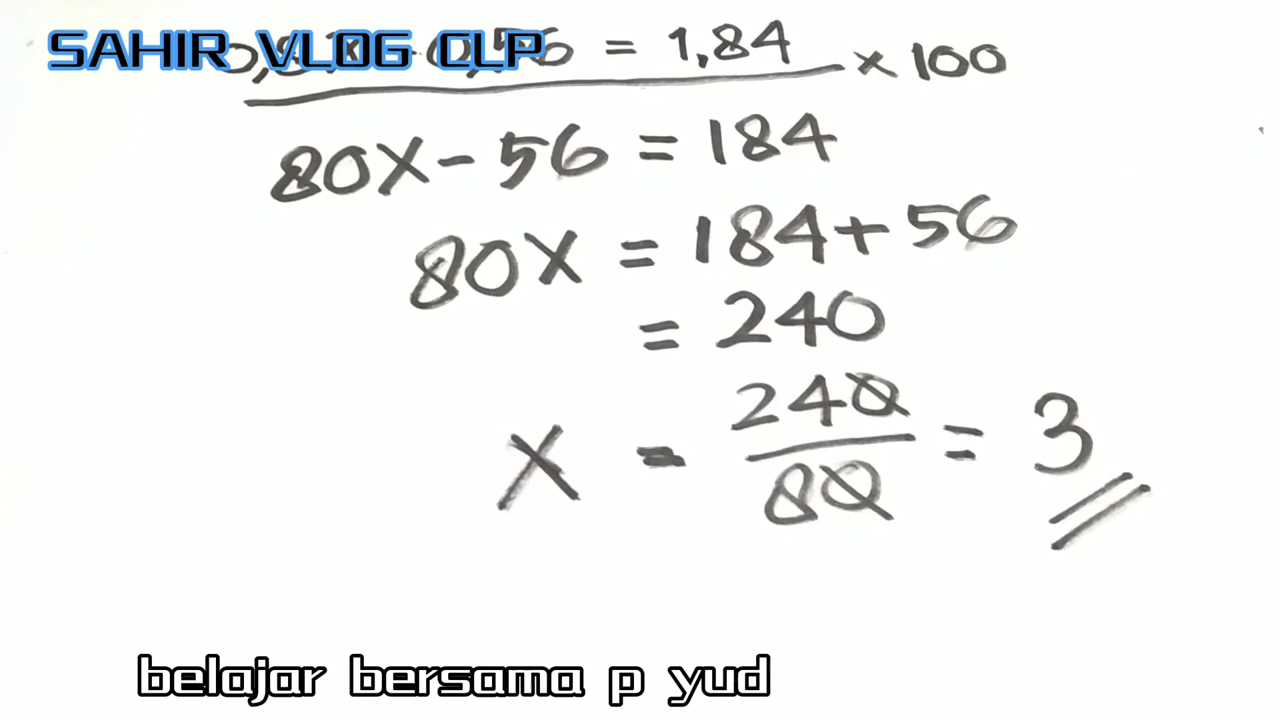 SAHIR VLOG CLP
= 1,84 × 100
80x - 56 = 184
80x = 184 + 56
= 240
x = 240/80 = 3
belajar bersama p yud